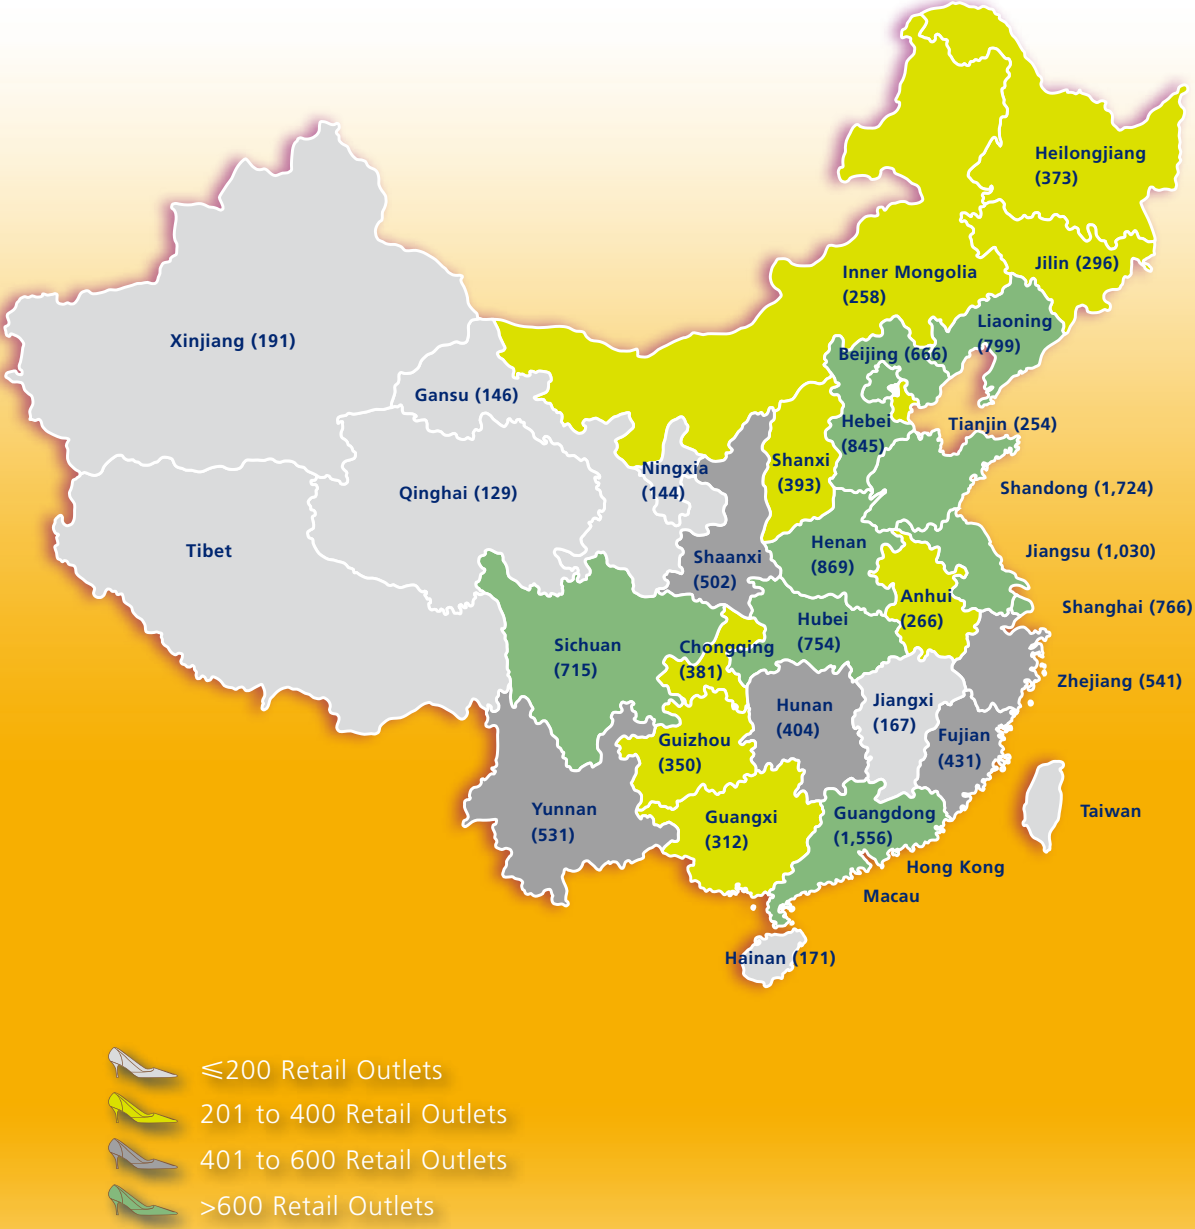 Heilongjiang
(373)
Jilin (296)
Inner Mongolia
(258)
Liaoning
(799)
Xinjiang (191)
Beijing (666)
Gansu (146)
Hebei
(845)
Tianjin (254)
Shanxi
(393)
Ningxia
(144)
Qinghai (129)
Shandong (1,724)
Tibet
Henan
(869)
Jiangsu (1,030)
Shaanxi
(502)
Anhui
(266)
Shanghai (766)
Hubei
(754)
Sichuan
(715)
Chongqing
(381)
Zhejiang (541)
Hunan
(404)
Jiangxi
(167)
Fujian
(431)
Guizhou
(350)
Yunnan
(531)
Guangxi
(312)
Guangdong
(1,556)
Taiwan
Hong Kong
Macau
Hainan (171)
≤200 Retail Outlets
201 to 400 Retail Outlets
401 to 600 Retail Outlets
>600 Retail Outlets